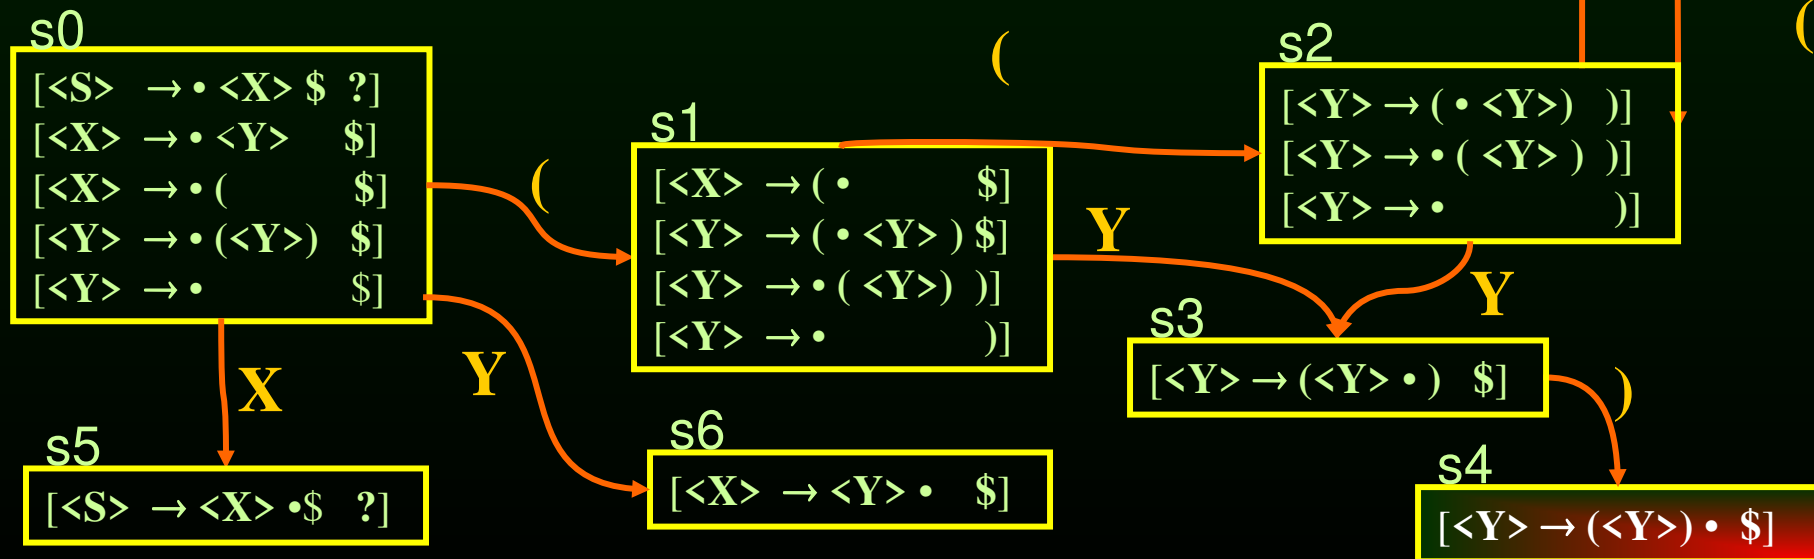 s0
[<S> → • <X> $ ?]
[<X> → • <Y> $]
[<X> → • ( $]
[<Y> → • (<Y>) $]
[<Y> → • $]
(
s1
[<X> → ( • $]
[<Y> → ( • <Y> ) $]
[<Y> → • ( <Y>) )]
[<Y> → • )]
(
s2
[<Y> → ( • <Y>) )]
[<Y> → • ( <Y> ) )]
[<Y> → • )]
(
Y
Y
s3
[<Y> → (<Y> • ) $]
)
s4
[<Y> → (<Y>) • $]
X
Y
s5
[<S> → <X> •$ ?]
s6
[<X> → <Y> • $]